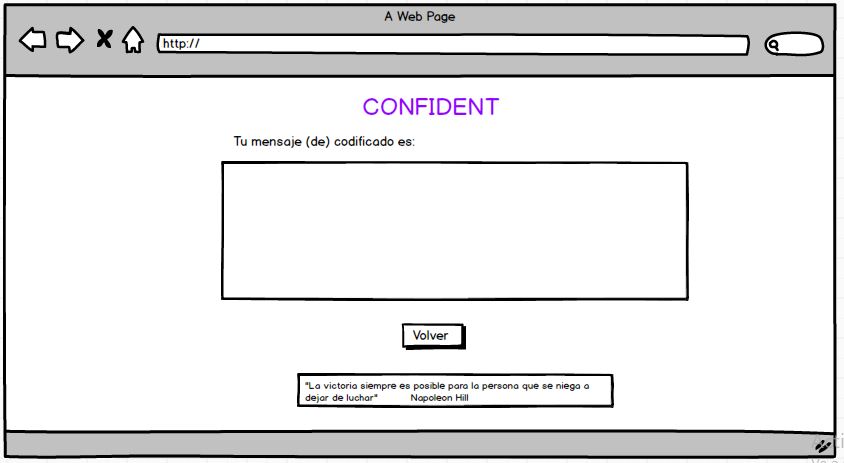 A Web Page
http://
CONFIDENT
Tu mensaje (de) codificado es:
Volver
"La victoria siempre es posible para la persona que se niega a
dejar de luchar" Napoleon Hill